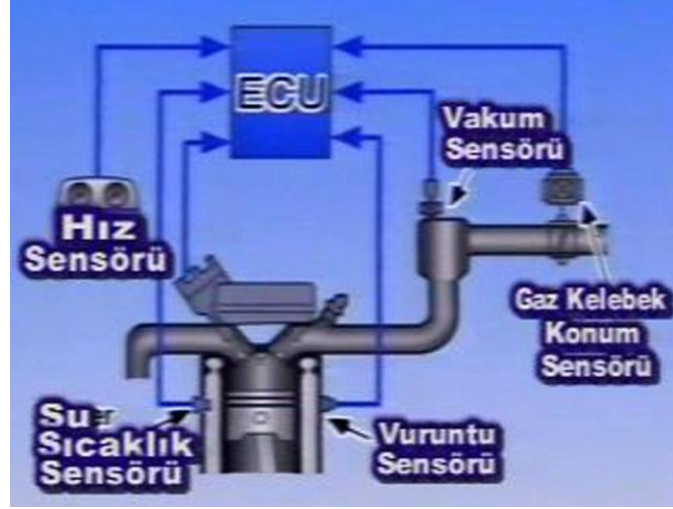 ECU
Vakum
Sensörü
Hız
Sensörü
Gaz Kelebek
Konum
Sensörü
Su
Sıcaklık
Sensörü
Vuruntu
Sensörü